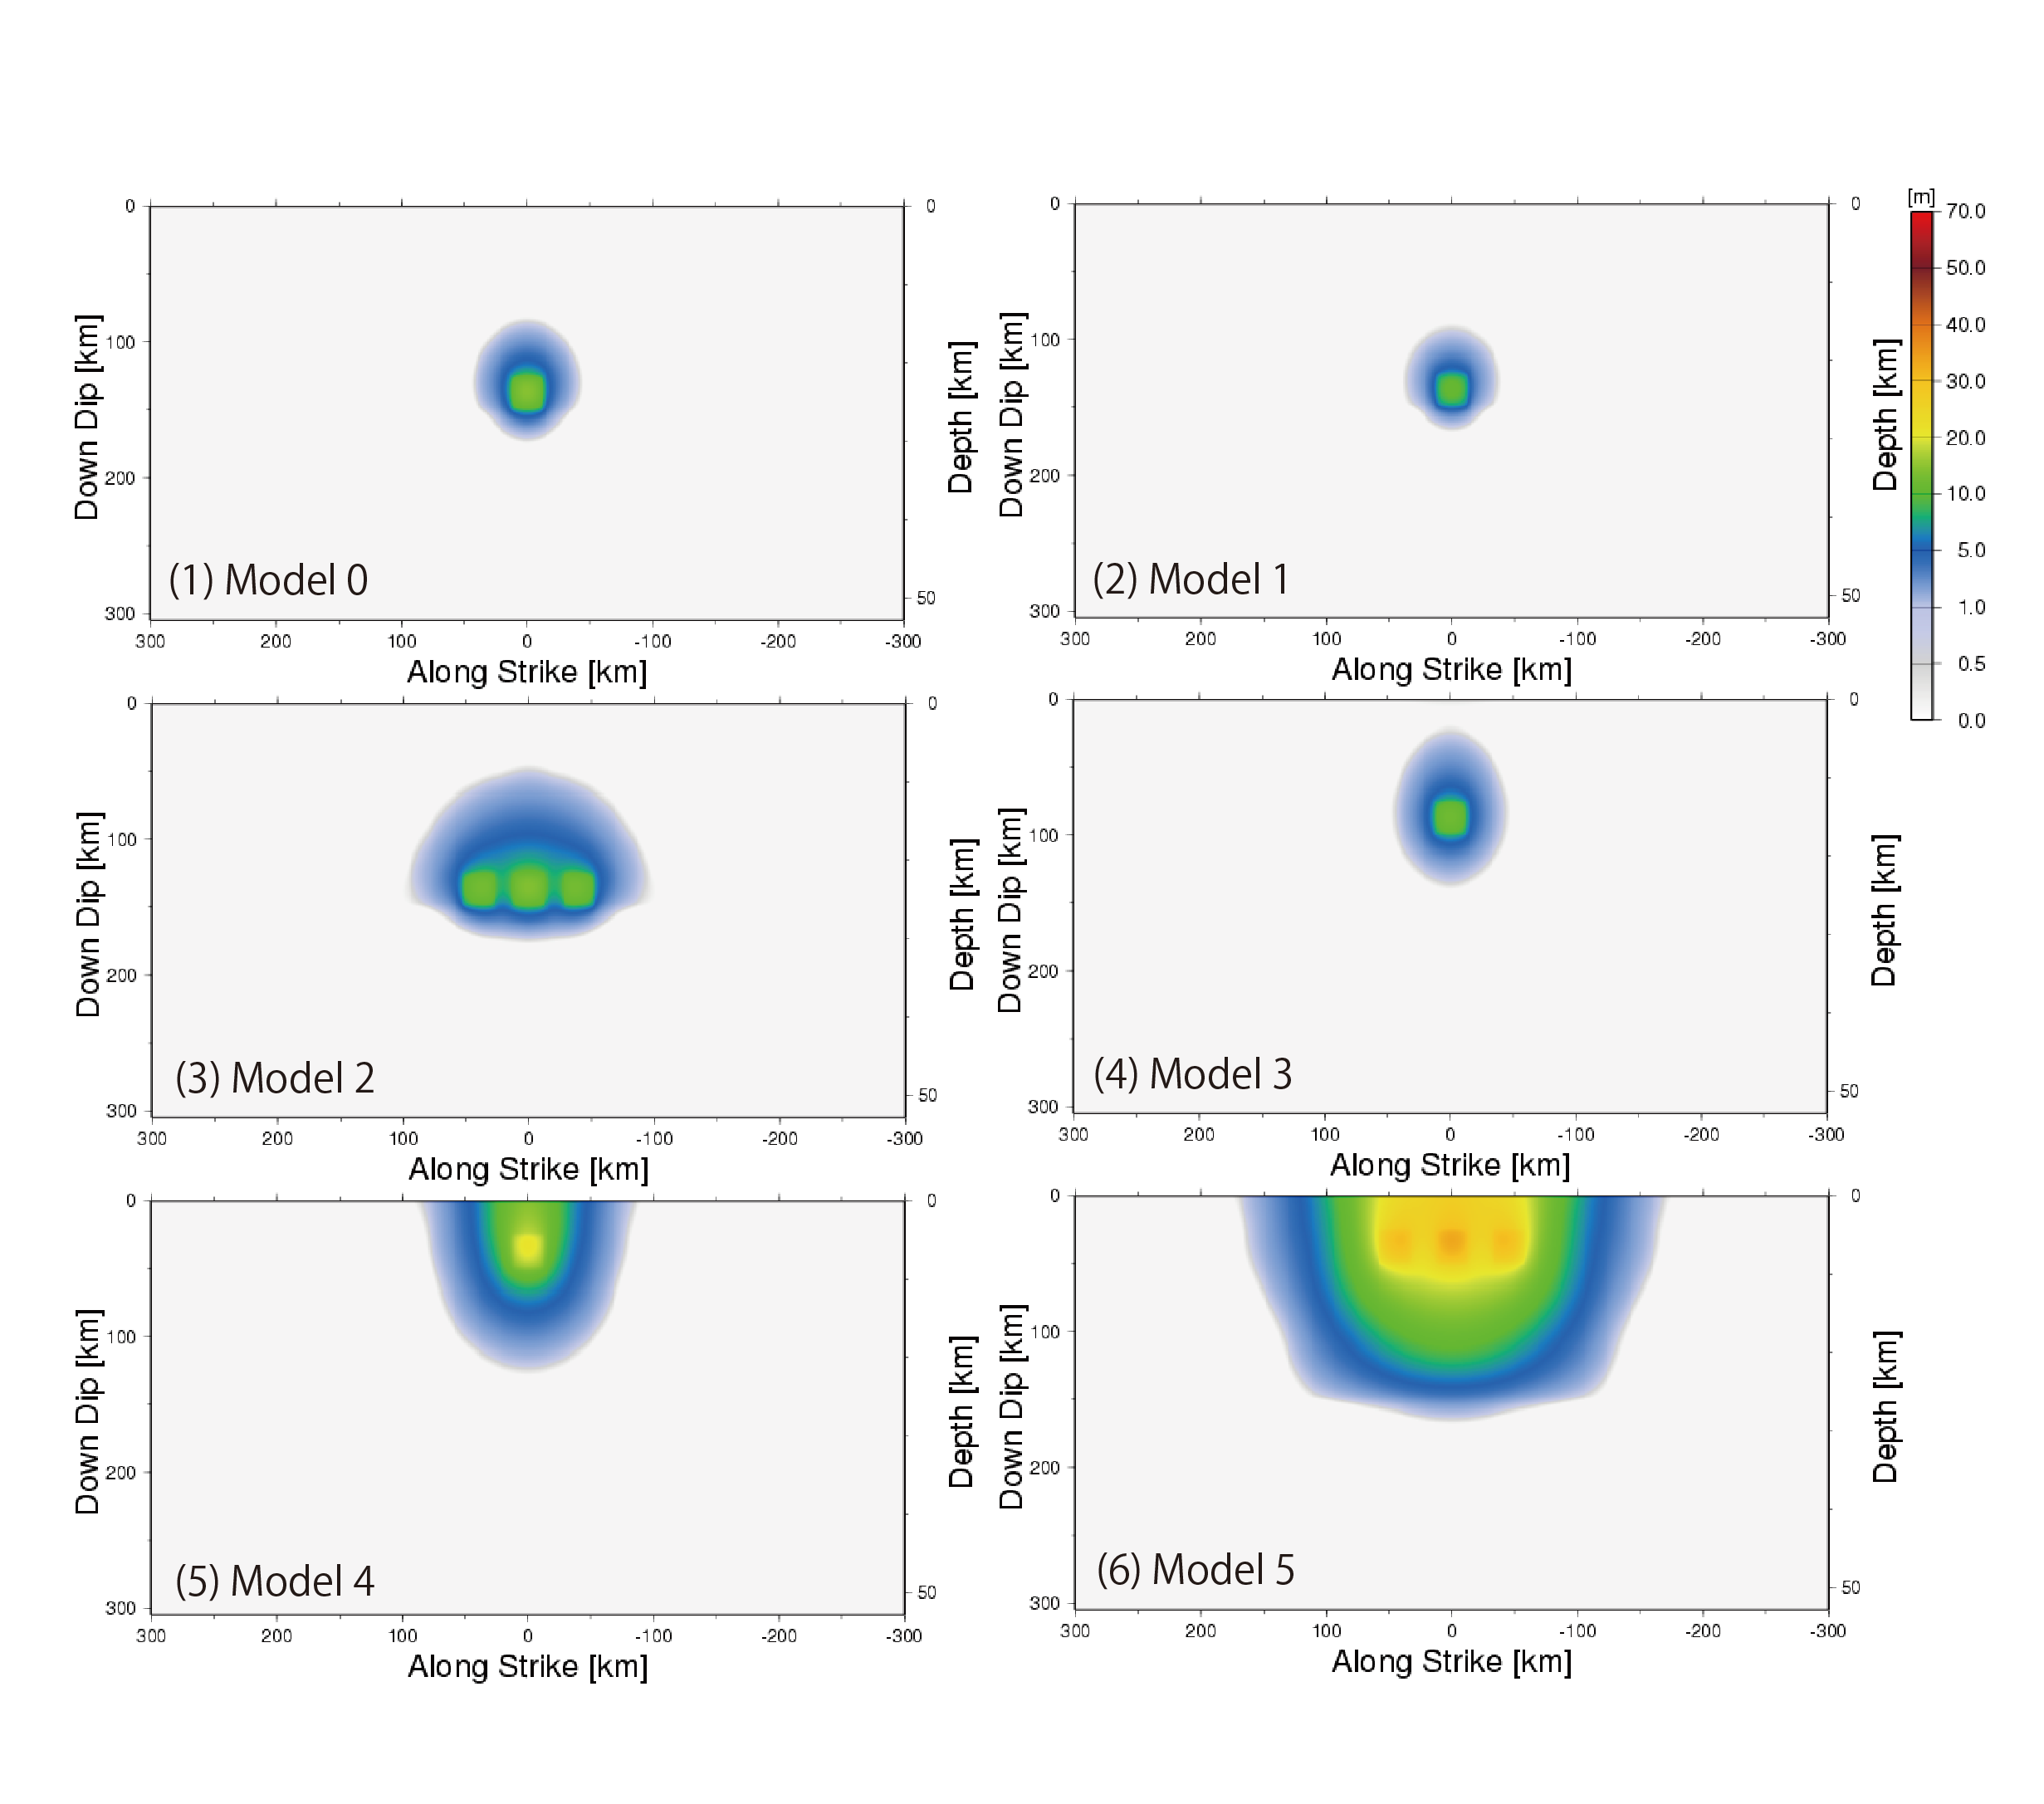 0
100
200
300
Down Dip [km]
0
50
Depth [km]
(1) Model 0
300 200 100 0 -100 -200 -300
Along Strike [km]
0
100
200
300
Down Dip [km]
0
50
Depth [km]
(2) Model 1
300 200 100 0 -100 -200 -300
Along Strike [km]
[m]
70.0
50.0
40.0
30.0
20.0
10.0
5.0
1.0
0.5
0.0
0
100
200
300
Down Dip [km]
0
50
Depth [km]
(3) Model 2
300 200 100 0 -100 -200 -300
Along Strike [km]
0
100
200
300
Down Dip [km]
0
50
Depth [km]
(4) Model 3
300 200 100 0 -100 -200 -300
Along Strike [km]
0
100
200
300
Down Dip [km]
0
50
Depth [km]
(5) Model 4
300 200 100 0 -100 -200 -300
Along Strike [km]
0
100
200
300
Down Dip [km]
0
50
Depth [km]
(6) Model 5
300 200 100 0 -100 -200 -300
Along Strike [km]